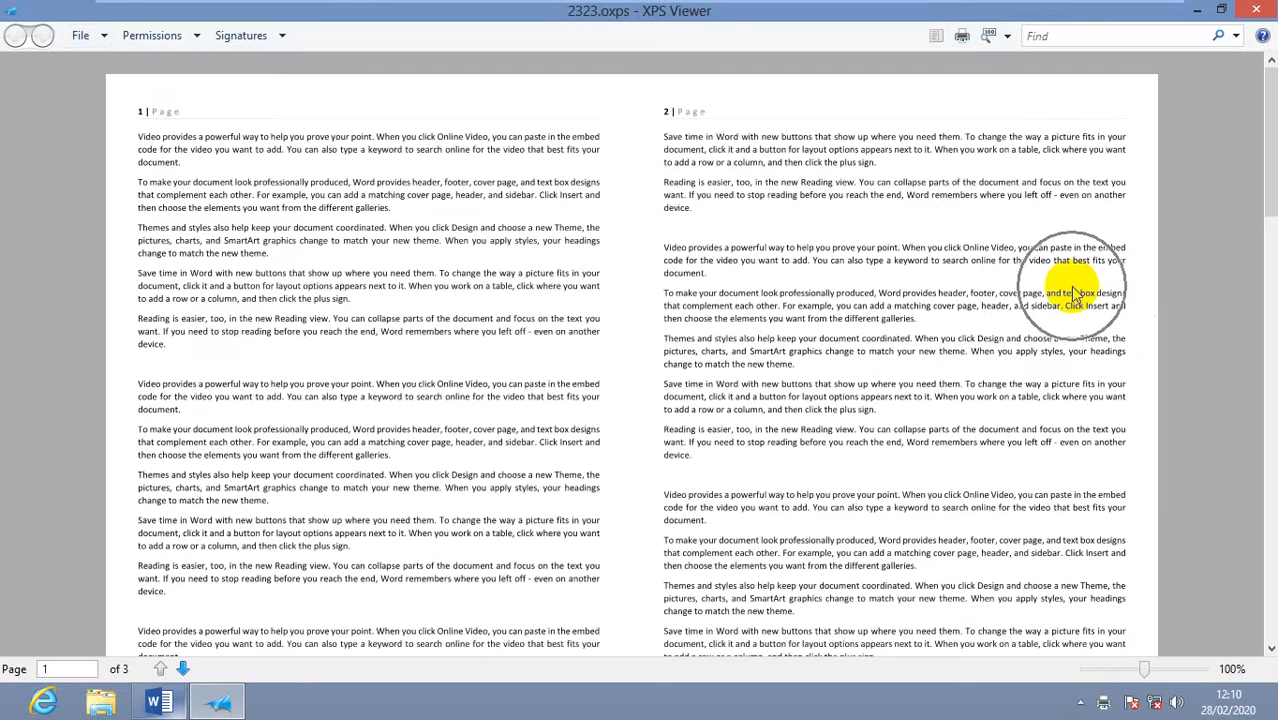 2323.oxps - XPS Viewer
File Permissions Signatures
Find
1 | Page
Video provides a powerful way to help you prove your point. When you click Online Video, you can paste in the embed
code for the video you want to add. You can also type a keyword to search online for the video that best fits your
document.
To make your document look professionally produced, Word provides header, footer, cover page, and text box designs
that complement each other. For example, you can add a matching cover page, header, and sidebar. Click Insert and
then choose the elements you want from the different galleries.
Themes and styles also help keep your document coordinated. When you click Design and choose a new Theme, the
pictures, charts, and SmartArt graphics change to match your new theme. When you apply styles, your headings
change to match the new theme.
Save time in Word with new buttons that show up where you need them. To change the way a picture fits in your
document, click it and a button for layout options appears next to it. When you work on a table, click where you want
to add a row or a column, and then click the plus sign.
Reading is easier, too, in the new Reading view. You can collapse parts of the document and focus on the text you
want. If you need to stop reading before you reach the end, Word remembers where you left off - even on another
device.
Video provides a powerful way to help you prove your point. When you click Online Video, you can paste in the embed
code for the video you want to add. You can also type a keyword to search online for the video that best fits your
document.
To make your document look professionally produced, Word provides header, footer, cover page, and text box designs
that complement each other. For example, you can add a matching cover page, header, and sidebar. Click Insert and
then choose the elements you want from the different galleries.
Themes and styles also help keep your document coordinated. When you click Design and choose a new Theme, the
pictures, charts, and SmartArt graphics change to match your new theme. When you apply styles, your headings
change to match the new theme.
Save time in Word with new buttons that show up where you need them. To change the way a picture fits in your
document, click it and a button for layout options appears next to it. When you work on a table, click where you want
to add a row or a column, and then click the plus sign.
Reading is easier, too, in the new Reading view. You can collapse parts of the document and focus on the text you
want. If you need to stop reading before you reach the end, Word remembers where you left off - even on another
device.
Video provides a powerful way to help you prove your point. When you click Online Video, you can paste in the embed
code for the video you want to add. You can also type a keyword to search online for the video that best fits your
document.
2 | Page
Save time in Word with new buttons that show up where you need them. To change the way a picture fits in your
document, click it and a button for layout options appears next to it. When you work on a table, click where you want
to add a row or a column, and then click the plus sign.
Reading is easier, too, in the new Reading view. You can collapse parts of the document and focus on the text you
want. If you need to stop reading before you reach the end, Word remembers where you left off - even on another
device.
Video provides a powerful way to help you prove your point. When you click Online Video, you can paste in the embed
code for the video you want to add. You can also type a keyword to search online for the video that best fits your
document.
To make your document look professionally produced, Word provides header, footer, cover page, and text box designs
that complement each other. For example, you can add a matching cover page, header, and sidebar. Click Insert and
then choose the elements you want from the different galleries.
Themes and styles also help keep your document coordinated. When you click Design and choose a new Theme, the
pictures, charts, and SmartArt graphics change to match your new theme. When you apply styles, your headings
change to match the new theme.
Save time in Word with new buttons that show up where you need them. To change the way a picture fits in your
document, click it and a button for layout options appears next to it. When you work on a table, click where you want
to add a row or a column, and then click the plus sign.
Reading is easier, too, in the new Reading view. You can collapse parts of the document and focus on the text you
want. If you need to stop reading before you reach the end, Word remembers where you left off - even on another
device.
Video provides a powerful way to help you prove your point. When you click Online Video, you can paste in the embed
code for the video you want to add. You can also type a keyword to search online for the video that best fits your
document.
To make your document look professionally produced, Word provides header, footer, cover page, and text box designs
that complement each other. For example, you can add a matching cover page, header, and sidebar. Click Insert and
then choose the elements you want from the different galleries.
Themes and styles also help keep your document coordinated. When you click Design and choose a new Theme, the
pictures, charts, and SmartArt graphics change to match your new theme. When you apply styles, your headings
change to match the new theme.
Save time in Word with new buttons that show up where you need them. To change the way a picture fits in your
document, click it and a button for layout options appears next to it. When you work on a table, click where you want
Page 1 of 3
100%
12:10
28/02/2020